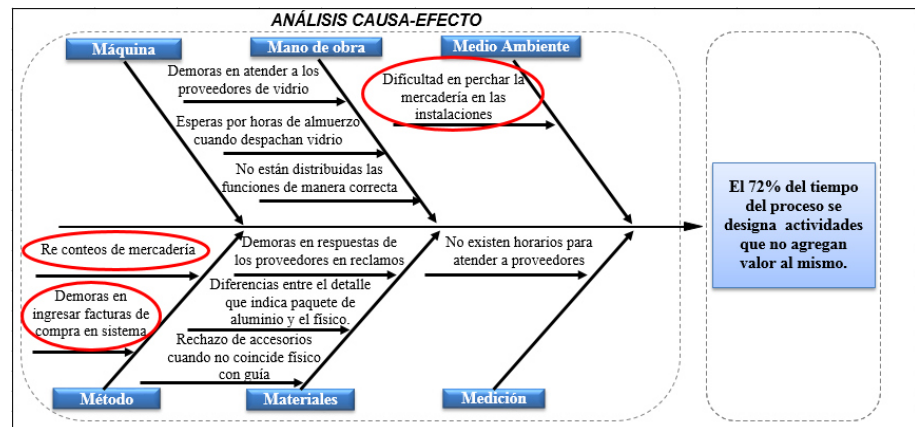 ANÁLISIS CAUSA-EFECTO
Máquina
Mano de obra
Medio Ambiente
Demoras en atender a los
proveedores de vidrio
Esperas por horas de almuerzo
cuando despachan vidrio
No están distribuidas las
funciones de manera correcta
Dificultad en perchar la
mercadería en las
instalaciones
El 72% del tiempo
del proceso se
designa actividades
que no agregan
valor al mismo.
Re conteos de mercadería
Demoras en
ingresar facturas de
compra en sistema
Demoras en respuestas de
los proveedores en reclamos
Diferencias entre el detalle
que indica paquete de
aluminio y el físico.
Rechazo de accesorios
cuando no coincide físico
con guía
No existen horarios para
atender a proveedores
Método
Materiales
Medición